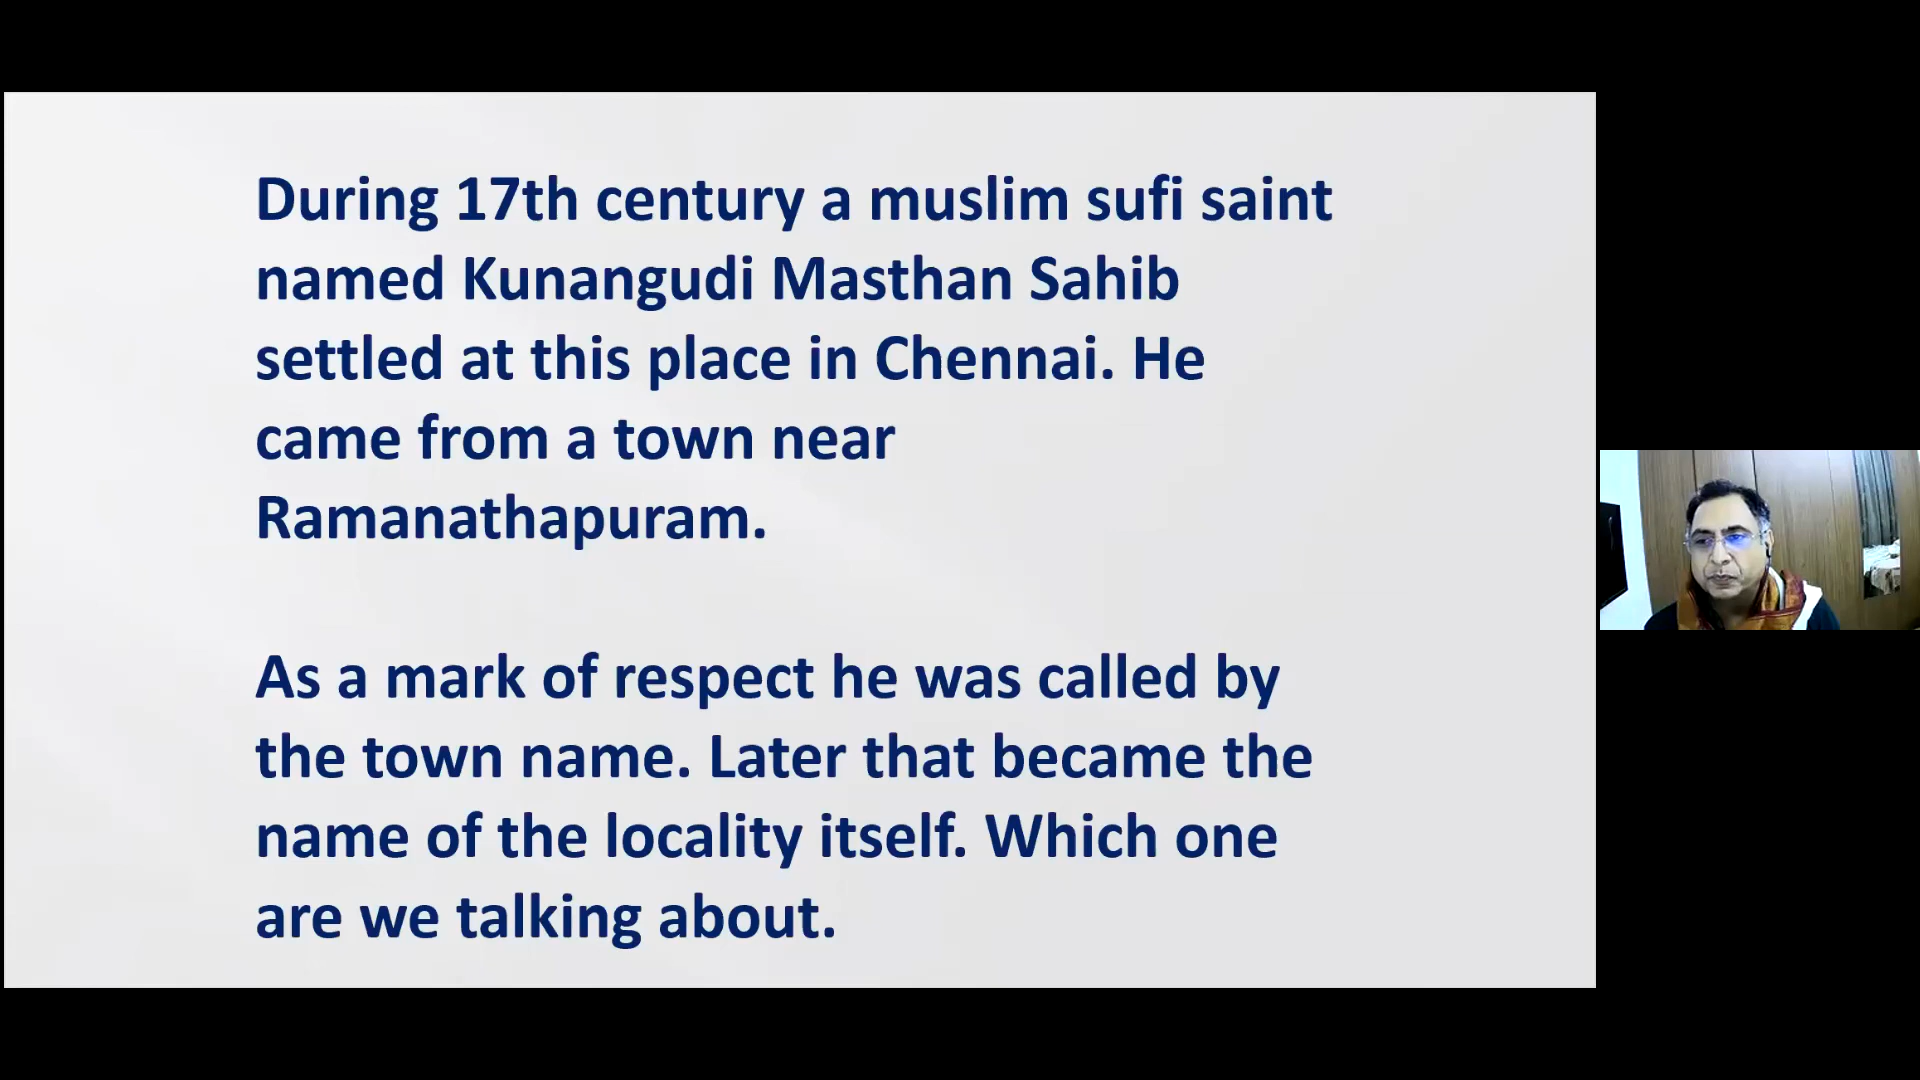 During 17th century a muslim sufi saint
named Kunangudi Masthan Sahib
settled at this place in Chennai. He
came from a town near
Ramanathapuram.
As a mark of respect he was called by
the town name. Later that became the
name of the locality itself. Which one
are we talking about.